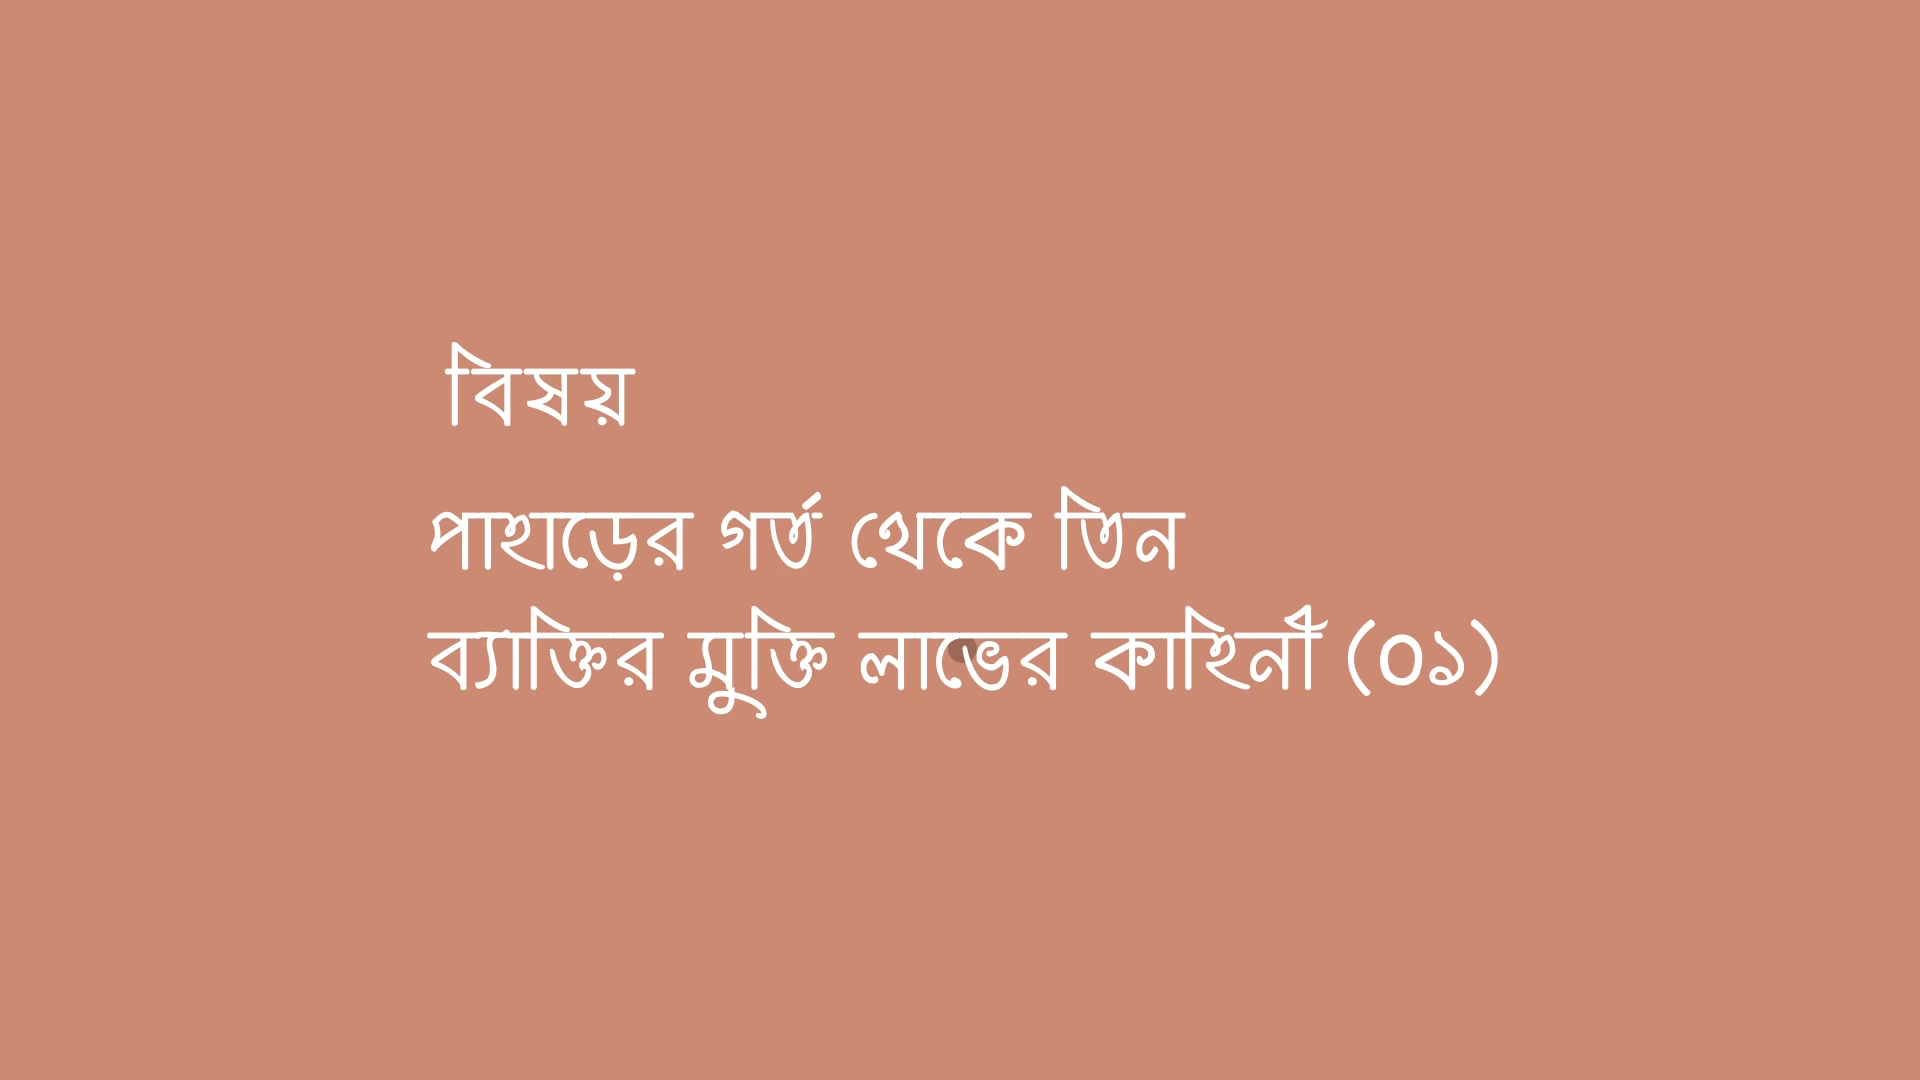 বিষয়
পাহাড়ের গর্ত থেকে তিন
ব্যাক্তির মুক্তি লাভের কাহিনী (০১)